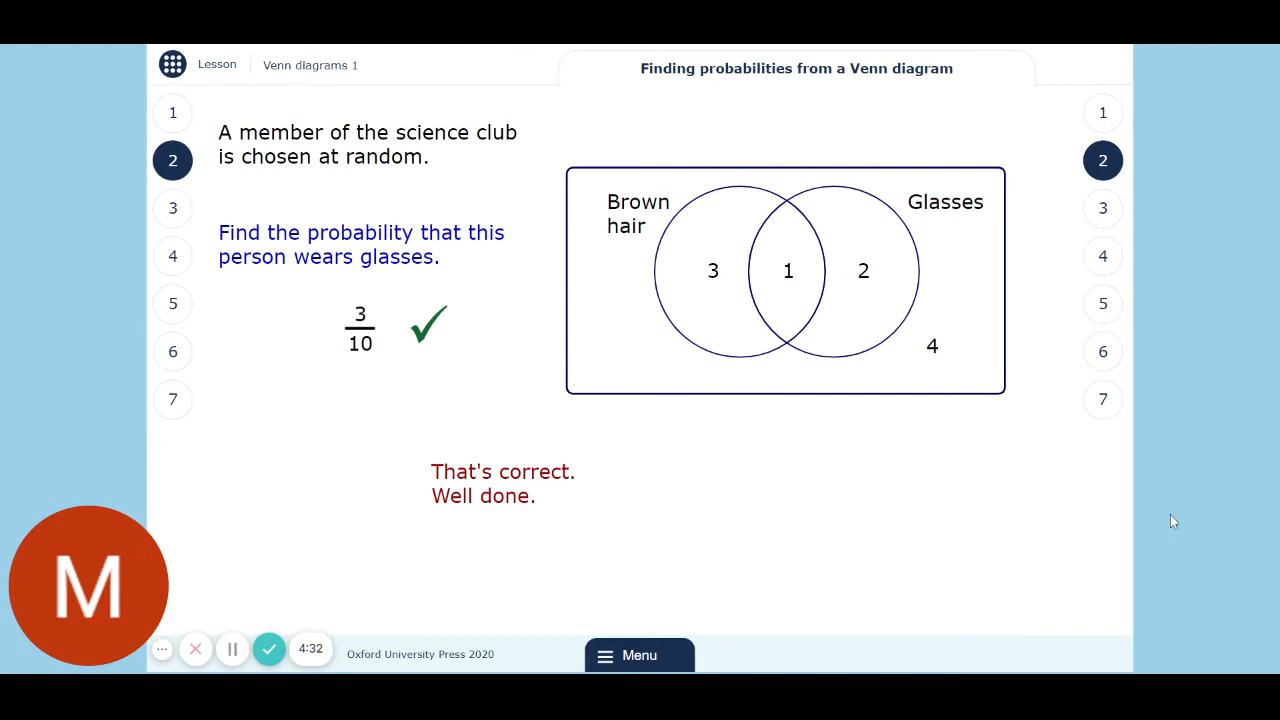 Lesson
Venn diagrams 1
Finding probabilities from a Venn diagram
1
2
3
4
5
6
7
A member of the science club
is chosen at random.
Find the probability that this
person wears glasses.
3
10
Brown
hair
Glasses
3
1
2
4
That's correct.
Well done.
1
2
3
4
5
6
7
M
...
4:32
Oxford University Press 2020
Menu